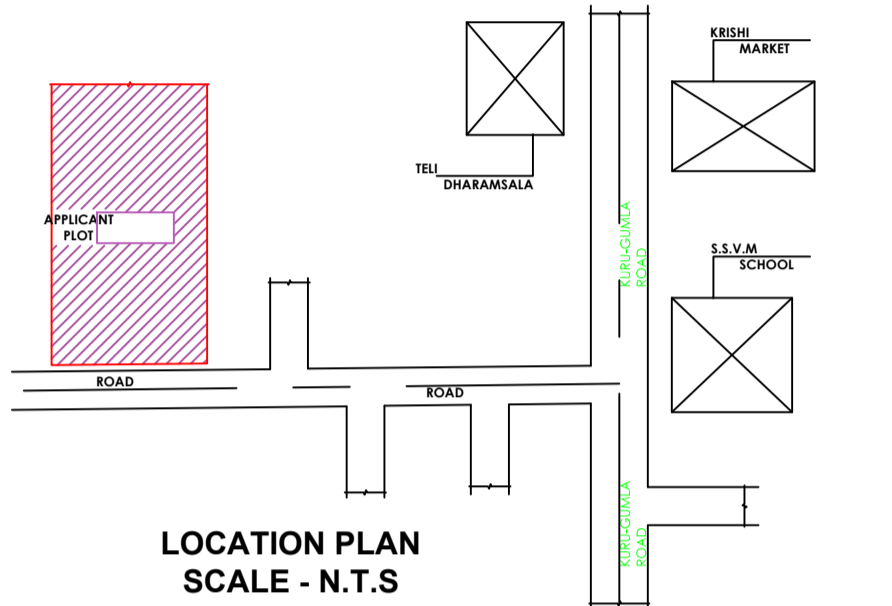 KRISHI
MARKET
TELI
DHARAMSALA
APPLICANT
PLOT
KURU-GUMLA
ROAD
S.S.V.M
SCHOOL
ROAD
ROAD
KURU-GUMLA
ROAD
LOCATION PLAN
SCALE - N.T.S